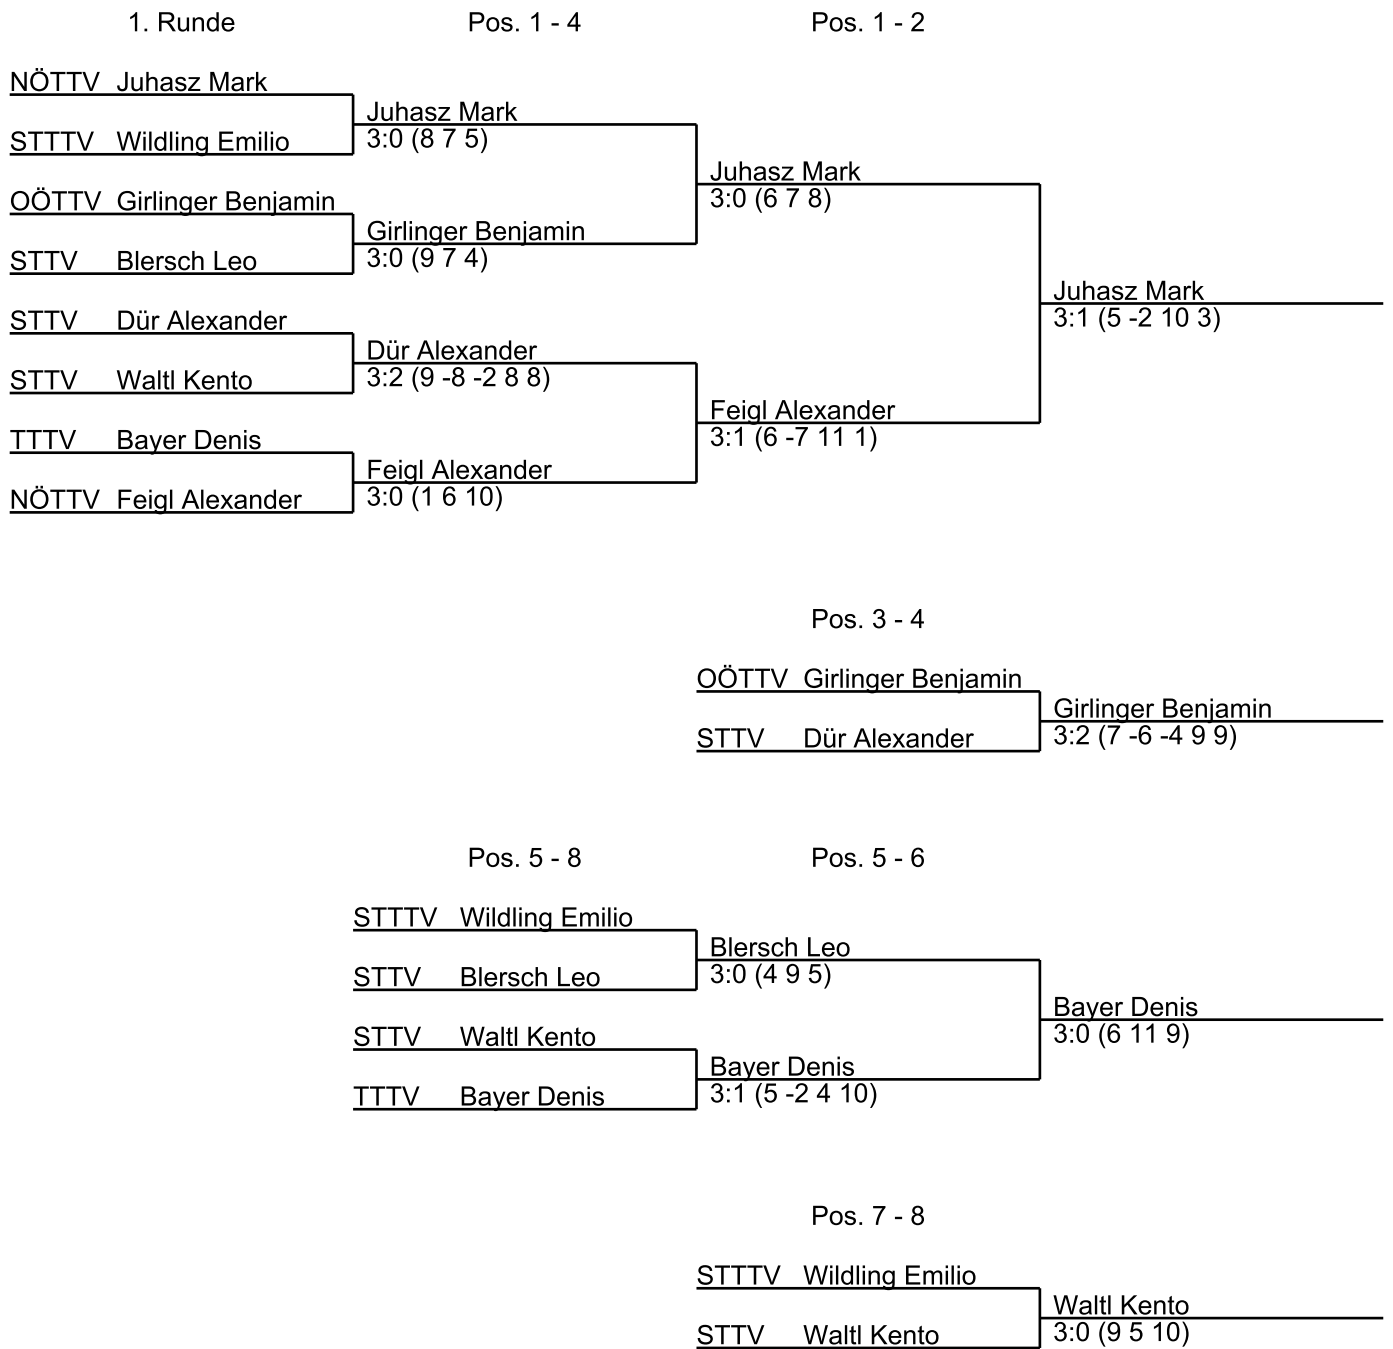 1. Runde Pos. 1 - 4 Pos. 1 - 2
NÖTTV Juhasz Mark
Juhasz Mark
3:0 (8 7 5)
STTTV Wildling Emilio
Juhasz Mark
3:0 (6 7 8)
OÖTTV Girlinger Benjamin
Girlinger Benjamin
3:0 (9 7 4)
STTV Blersch Leo
Juhasz Mark
3:1 (5 -2 10 3)
STTV Dür Alexander
Dür Alexander
3:2 (9 -8 -2 8 8)
STTV Waltl Kento
Feigl Alexander
3:1 (6 -7 11 1)
TTTV Bayer Denis
Feigl Alexander
3:0 (1 6 10)
NÖTTV Feigl Alexander
Pos. 3 - 4
OÖTTV Girlinger Benjamin
Girlinger Benjamin
3:2 (7 -6 -4 9 9)
STTV Dür Alexander
Pos. 5 - 8 Pos. 5 - 6
STTTV Wildling Emilio
Blersch Leo
3:0 (4 9 5)
STTV Blersch Leo
Bayer Denis
3:0 (6 11 9)
STTV Waltl Kento
Bayer Denis
3:1 (5 -2 4 10)
TTTV Bayer Denis
Pos. 7 - 8
STTTV Wildling Emilio
Waltl Kento
3:0 (9 5 10)
STTV Waltl Kento